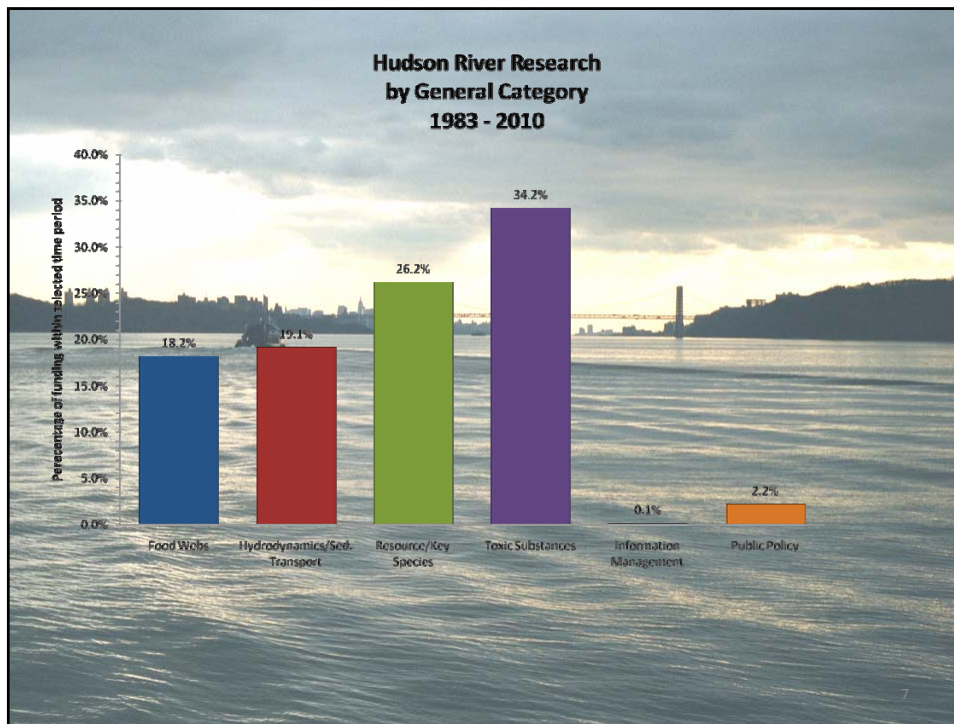 Hudson River Research
by General Category
1983 - 2010
Perecentage of funding within selected time period
40.0%
35.0%
30.0%
25.0%
20.0%
15.0%
10.0%
5.0%
0.0%
18.2%
19.1%
26.2%
34.2%
0.1%
2.2%
Food Webs
Hydrodynamics/Sed.
Transport
Resource/Key
Species
Toxic Substances
Information
Management
Public Policy
7